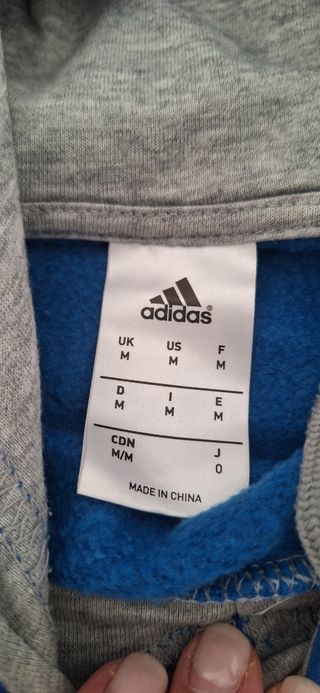 adidas®
UK US F
M M M
D I E
M M M
CDN J
M/M O
MADE IN CHINA